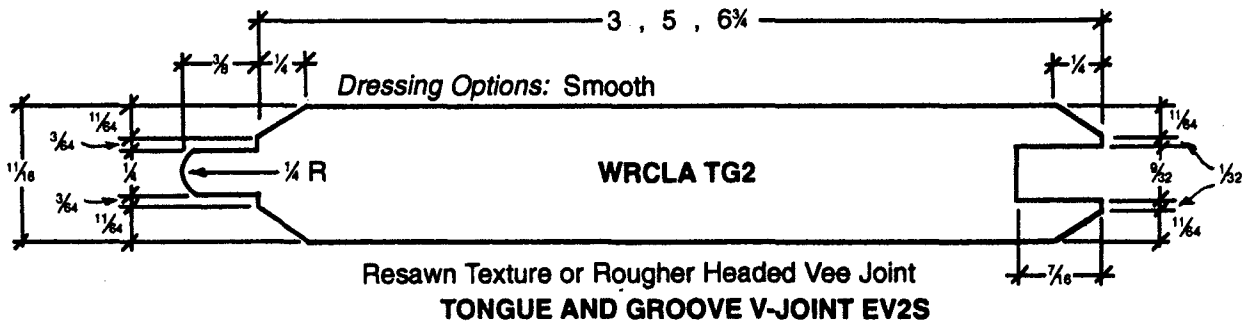 3 , 5 , 6¾
⅜ ¼ ¼
Dressing Options: Smooth
11/64 11/64
3/64
11/16 ¼ ¼ R WRCLA TG2 9/32 1/32
3/64
11/64 11/64
Resawn Texture or Rougher Headed Vee Joint 7/16
TONGUE AND GROOVE V-JOINT EV2S